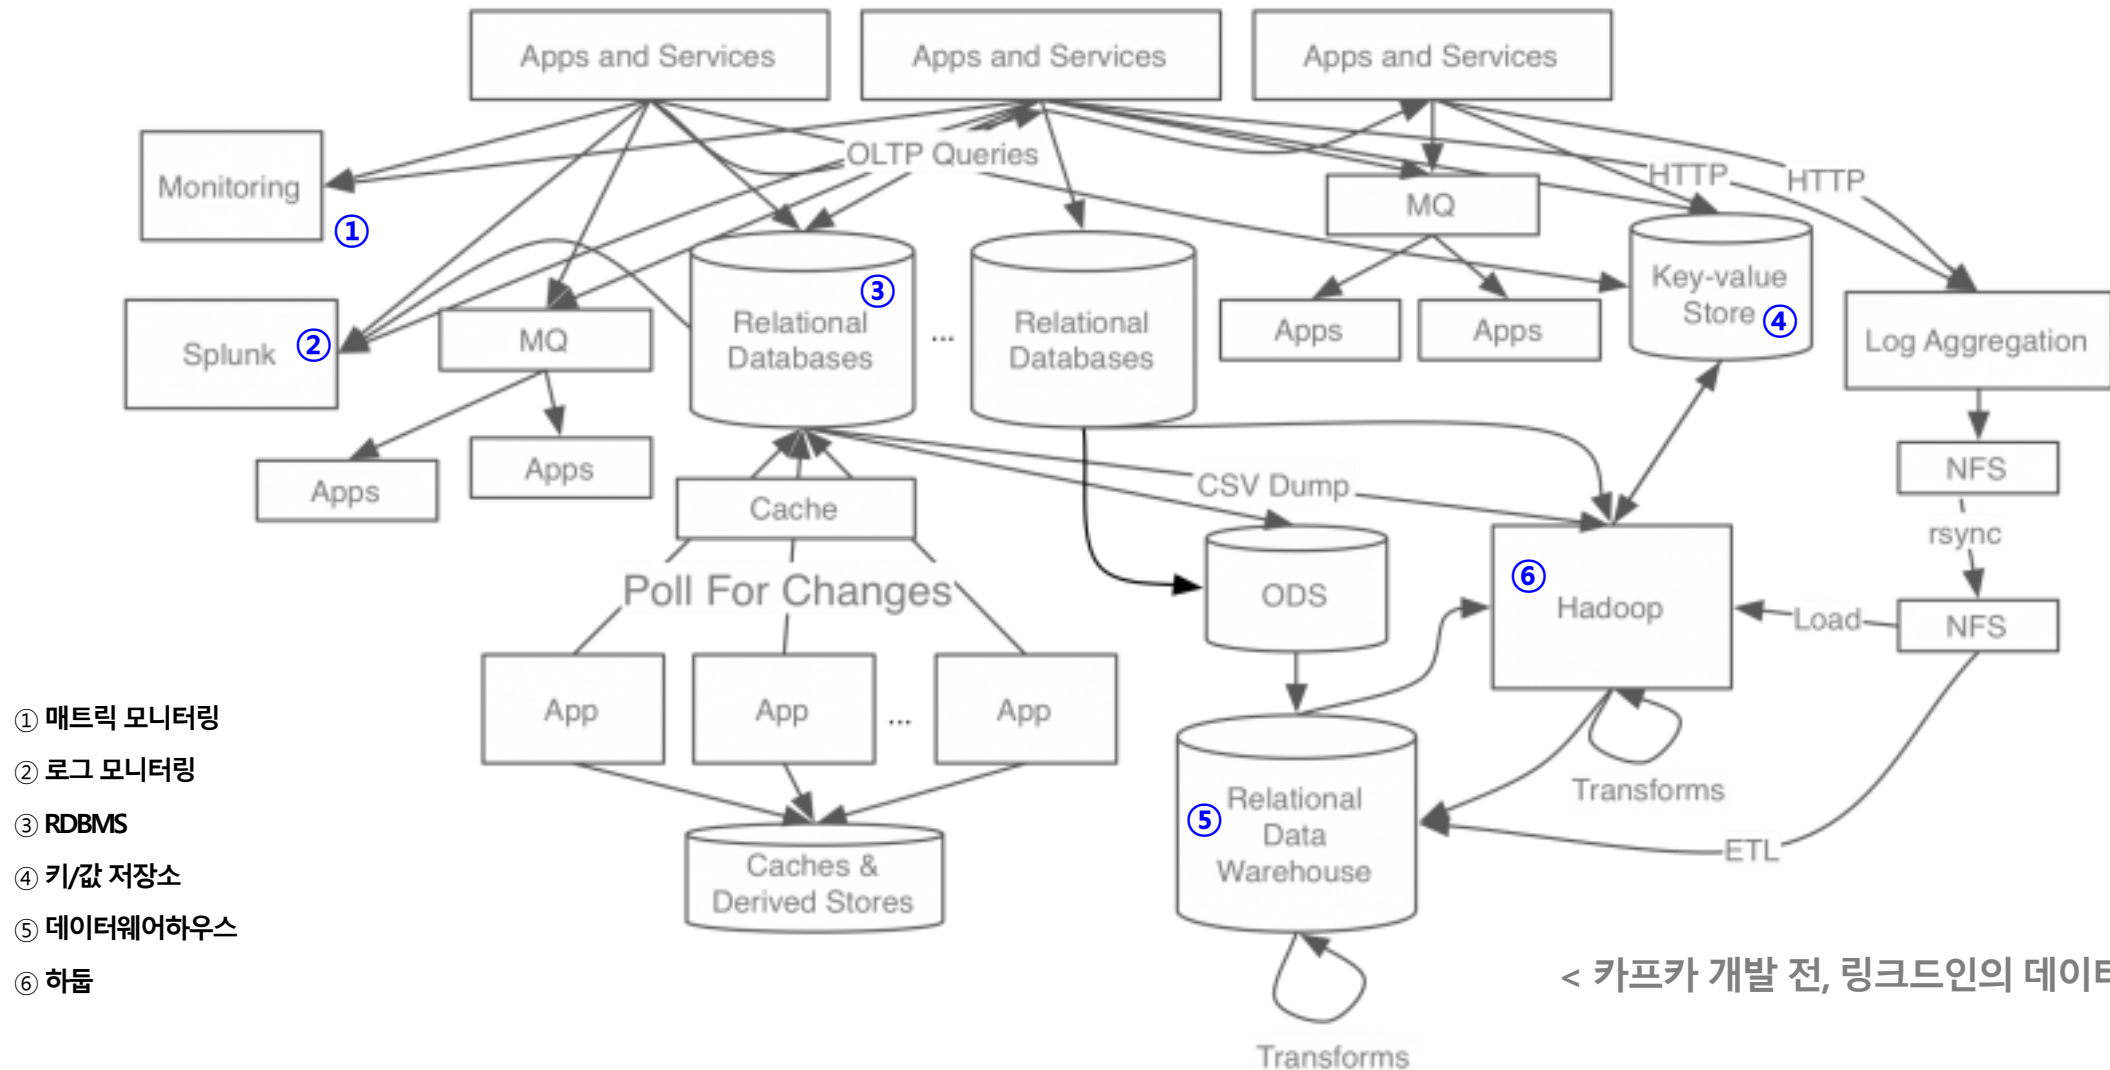 Apps and Services
Apps and Services
Apps and Services
OLTP Queries
HTTP
HTTP
Monitoring
①
MQ
Splunk
②
MQ
Relational
Databases
③
...
Relational
Databases
Apps
Apps
Key-value
Store
④
Log Aggregation
Apps
Apps
Cache
CSV Dump
NFS
rsync
Poll For Changes
ODS
⑥
Hadoop
Load
NFS
App
App
...
App
Transforms
⑤
Relational
Data
Warehouse
ETL
Caches &
Derived Stores
Transforms
① 매트릭 모니터링
② 로그 모니터링
③ RDBMS
④ 키/값 저장소
⑤ 데이터웨어하우스
⑥ 하둡
< 카프카 개발 전, 링크드인의 데이터